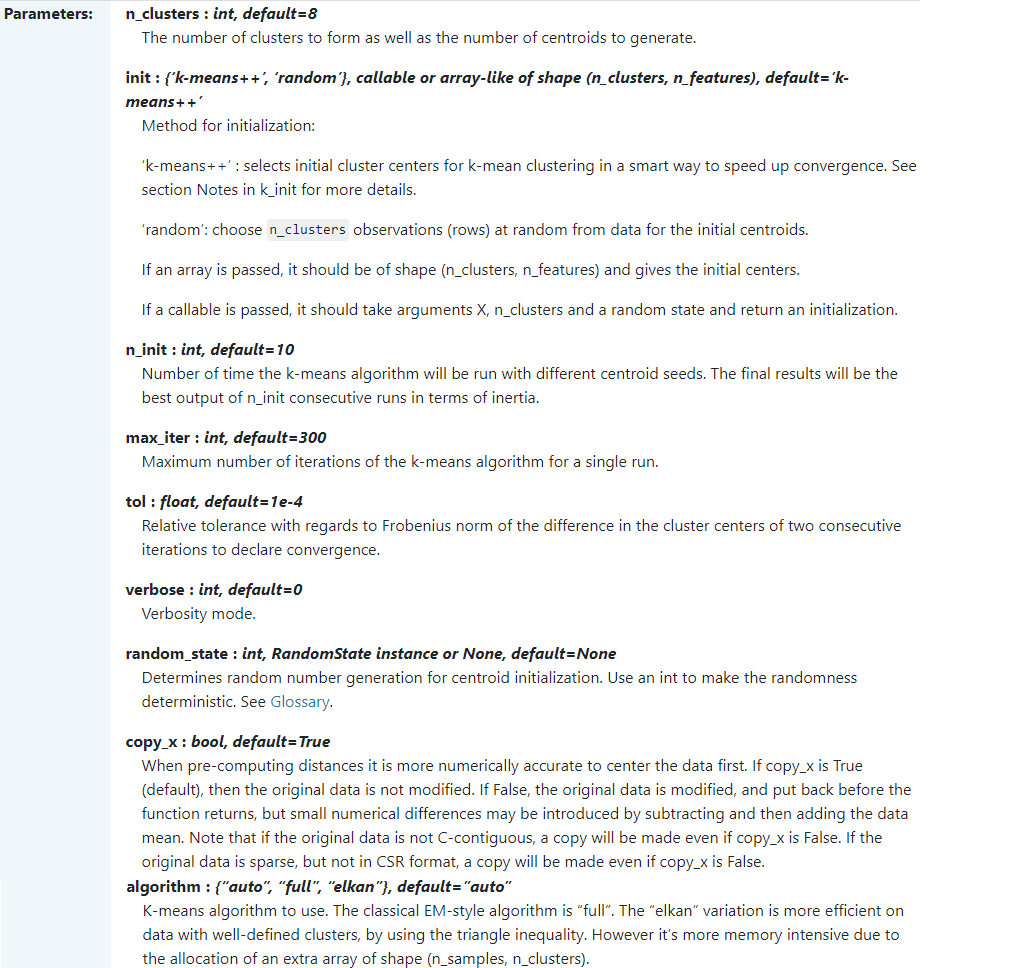 Parameters:
n_clusters : int, default=8
The number of clusters to form as well as the number of centroids to generate.
init : {‘k-means++’, ‘random’}, callable or array-like of shape (n_clusters, n_features), default=’k-
means++’
Method for initialization:
‘k-means++’ : selects initial cluster centers for k-mean clustering in a smart way to speed up convergence. See
section Notes in k_init for more details.
‘random’: choose n_clusters observations (rows) at random from data for the initial centroids.
If an array is passed, it should be of shape (n_clusters, n_features) and gives the initial centers.
If a callable is passed, it should take arguments X, n_clusters and a random state and return an initialization.
n_init : int, default=10
Number of time the k-means algorithm will be run with different centroid seeds. The final results will be the
best output of n_init consecutive runs in terms of inertia.
max_iter : int, default=300
Maximum number of iterations of the k-means algorithm for a single run.
tol : float, default=1e-4
Relative tolerance with regards to Frobenius norm of the difference in the cluster centers of two consecutive
iterations to declare convergence.
verbose : int, default=0
Verbosity mode.
random_state : int, RandomState instance or None, default=None
Determines random number generation for centroid initialization. Use an int to make the randomness
deterministic. See Glossary.
copy_x : bool, default=True
When pre-computing distances it is more numerically accurate to center the data first. If copy_x is True
(default), then the original data is not modified. If False, the original data is modified, and put back before the
function returns, but small numerical differences may be introduced by subtracting and then adding the data
mean. Note that if the original data is not C-contiguous, a copy will be made even if copy_x is False. If the
original data is sparse, but not in CSR format, a copy will be made even if copy_x is False.
algorithm : {“auto”, “full”, “elkan”}, default=”auto”
K-means algorithm to use. The classical EM-style algorithm is “full”. The “elkan” variation is more efficient on
data with well-defined clusters, by using the triangle inequality. However it’s more memory intensive due to
the allocation of an extra array of shape (n_samples, n_clusters).